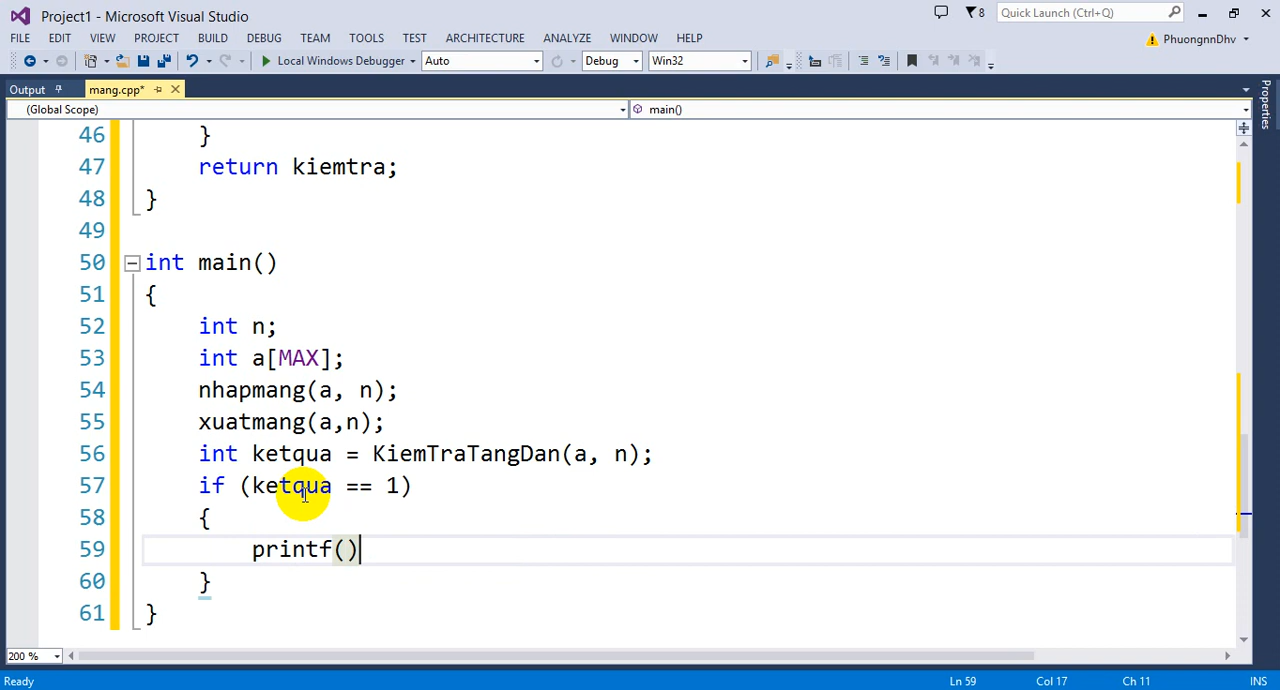 Project1 - Microsoft Visual Studio
8
Quick Launch (Ctrl+Q)
FILE EDIT VIEW PROJECT BUILD DEBUG TEAM TOOLS TEST ARCHITECTURE ANALYZE WINDOW HELP
PhuongnnDhv
Local Windows Debugger Auto Debug Win32
Output mang.cpp*
Properties
(Global Scope) main()
46 }
47 return kiemtra;
48 }
49
50 int main()
51 {
52 int n;
53 int a[MAX];
54 nhapmang(a, n);
55 xuatmang(a,n);
56 int ketqua = KiemTraTangDan(a, n);
57 if (ketqua == 1)
58 {
59 printf()
60 }
61 }
200 %
Ready Ln 59 Col 17 Ch 11 INS